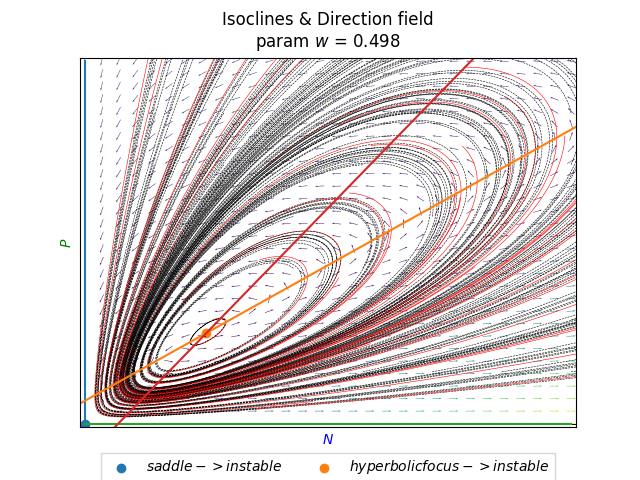 Isoclines & Direction field
param w = 0.498
P
N
saddle -> instable
hyperbolicfocus -> instable